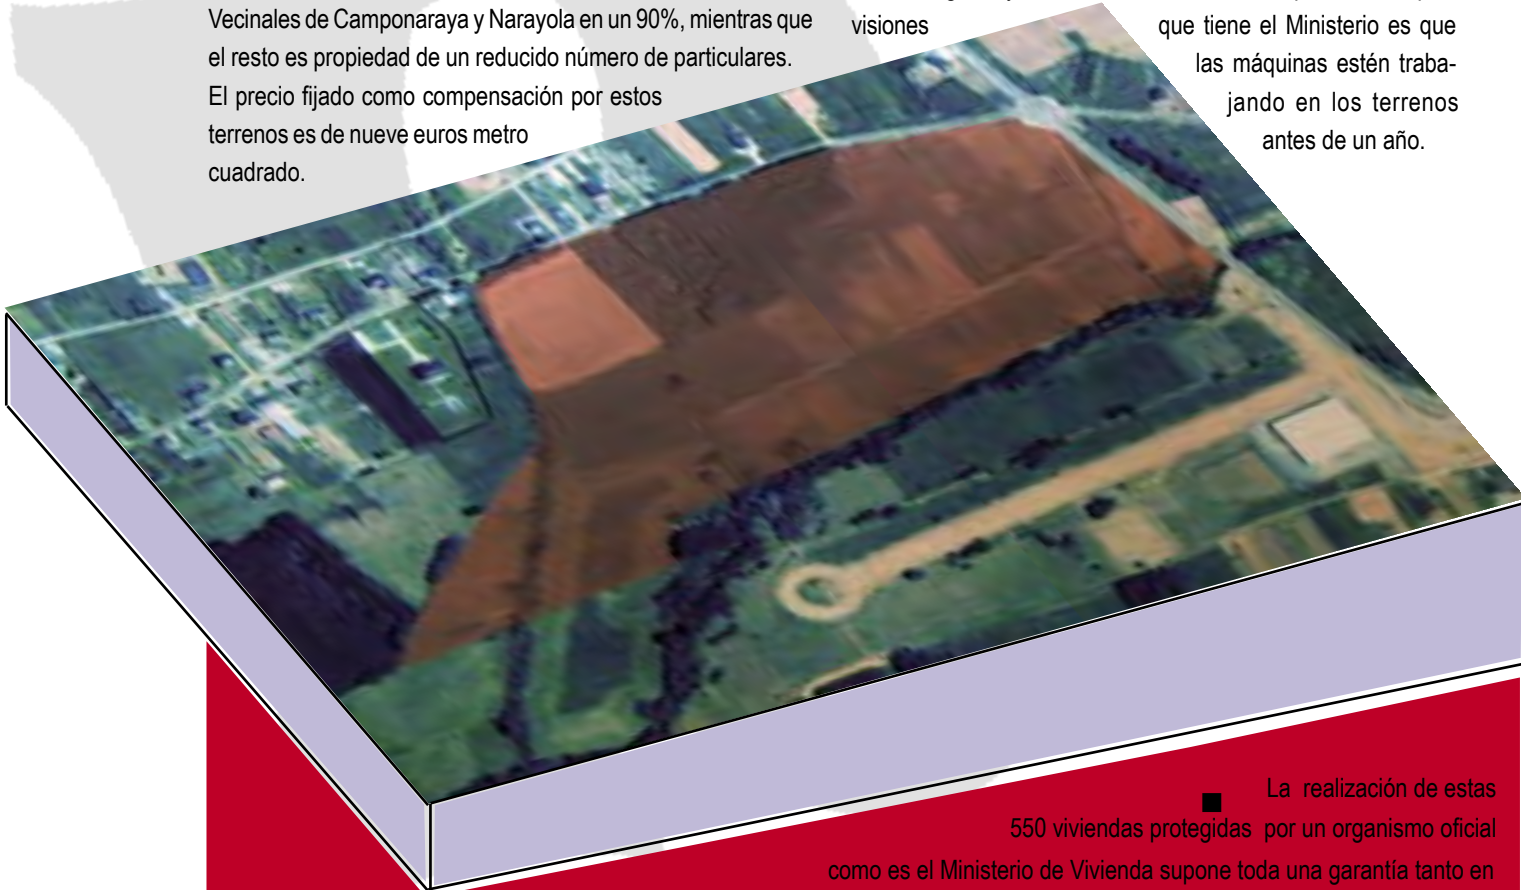 Vecinales de Camponaraya y Narayola en un 90%, mientras que
el resto es propiedad de un reducido número de particulares.
El precio fijado como compensación por estos
terrenos es de nueve euros metro
cuadrado.
visiones
que tiene el Ministerio es que
las máquinas estén traba-
jando en los terrenos
antes de un año.
La realización de estas
550 viviendas protegidas por un organismo oficial
como es el Ministerio de Vivienda supone toda una garantía tanto en